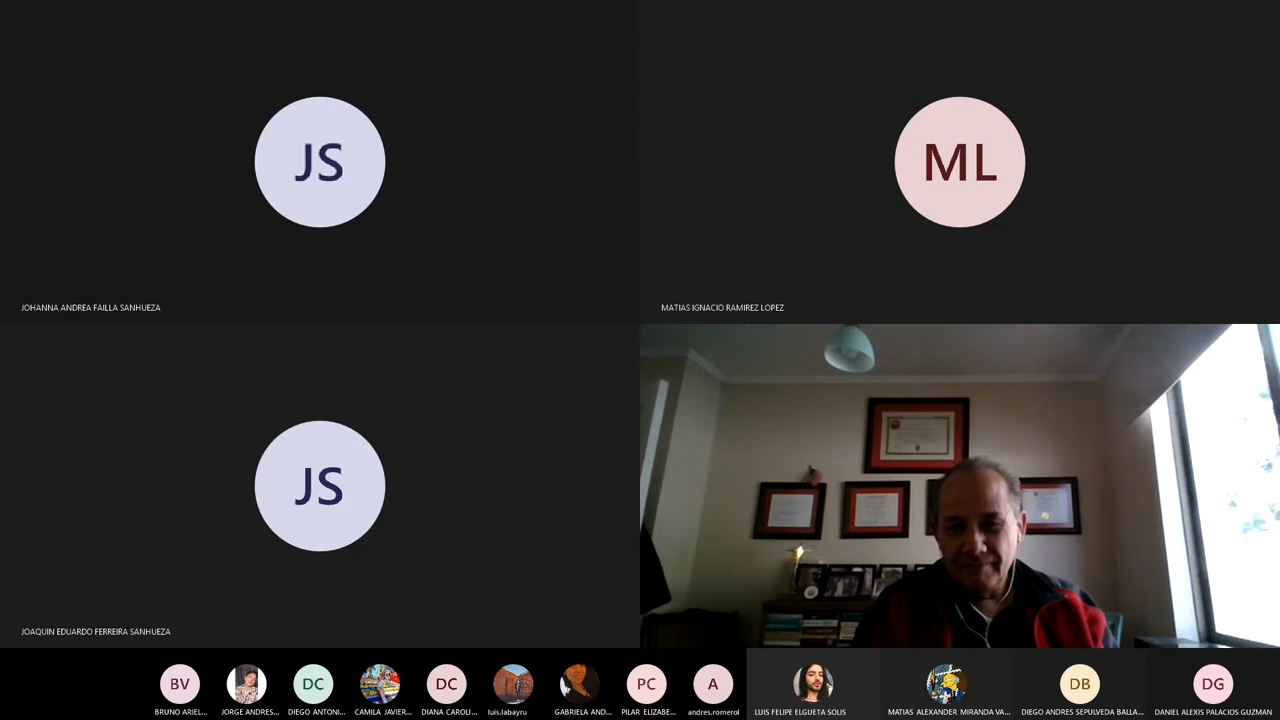 JS
ML
JOHANNA ANDREA FAILLA SANHUEZA
MATIAS IGNACIO RAMIREZ LOPEZ
JS
JOAQUIN EDUARDO FERREIRA SANHUEZA
BV
DC
DC
PC
A
DB
DG
BRUNO ARIEL...
JORGE ANDRES...
DIEGO ANTONI...
CAMILA JAVIER...
DIANA CAROLI...
luis.labayru
GABRIELA AND...
PILAR ELIZABE...
andres.romerol
LUIS FELIPE ELGUETA SOLIS
MATIAS ALEXANDER MIRANDA VA...
DIEGO ANDRES SEPULVEDA BALLA...
DANIEL ALEXIS PALACIOS GUZMAN